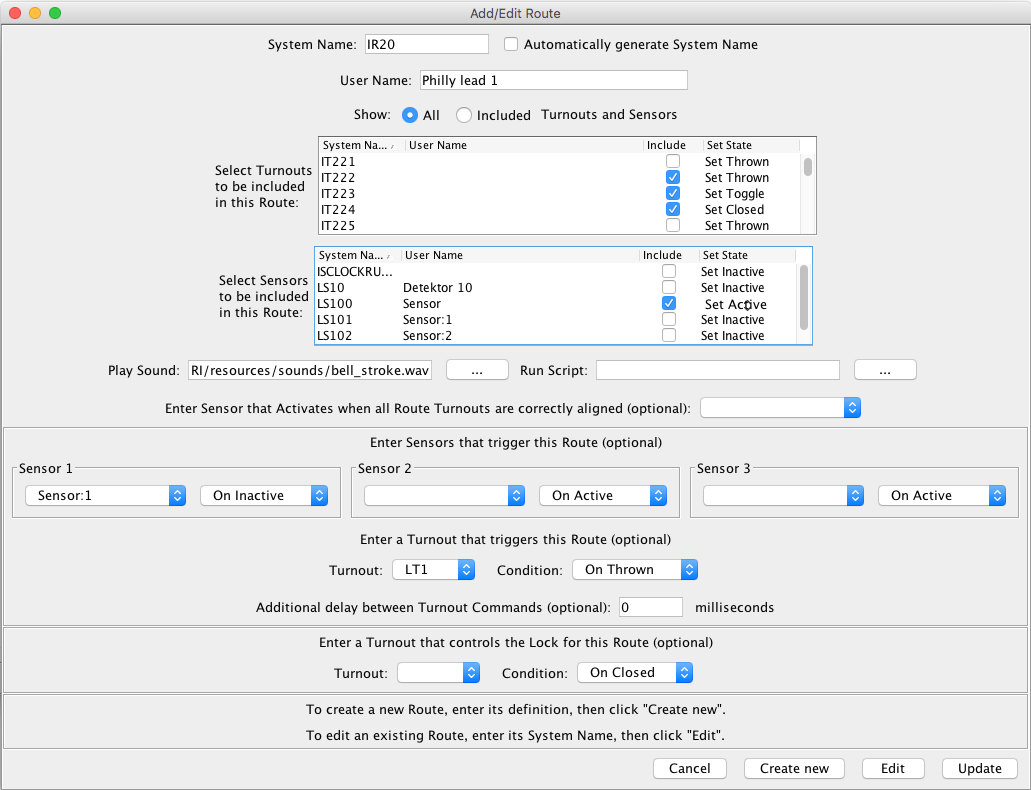 Add/Edit Route
System Name: IR20 Automatically generate System Name
User Name: Philly lead 1
Show: All Included Turnouts and Sensors
Select Turnouts
to be included
in this Route:
System Na... User Name Include Set State
IT221 Set Thrown
IT222 Set Thrown
IT223 Set Toggle
IT224 Set Closed
IT225 Set Thrown
Select Sensors
to be included
in this Route:
System Na... User Name Include Set State
ISCLOCKRU... Set Inactive
LS10 Detektor 10 Set Inactive
LS100 Sensor Set Active
LS101 Sensor:1 Set Inactive
LS102 Sensor:2 Set Inactive
Play Sound: RI/resources/sounds/bell_stroke.wav ... Run Script: ...
Enter Sensor that Activates when all Route Turnouts are correctly aligned (optional):
Enter Sensors that trigger this Route (optional)
Sensor 1 Sensor 2 Sensor 3
Sensor:1 On Inactive On Active On Active
Enter a Turnout that triggers this Route (optional)
Turnout: LT1 Condition: On Thrown
Additional delay between Turnout Commands (optional): 0 milliseconds
Enter a Turnout that controls the Lock for this Route (optional)
Turnout: Condition: On Closed
To create a new Route, enter its definition, then click "Create new".
To edit an existing Route, enter its System Name, then click "Edit".
Cancel Create new Edit Update